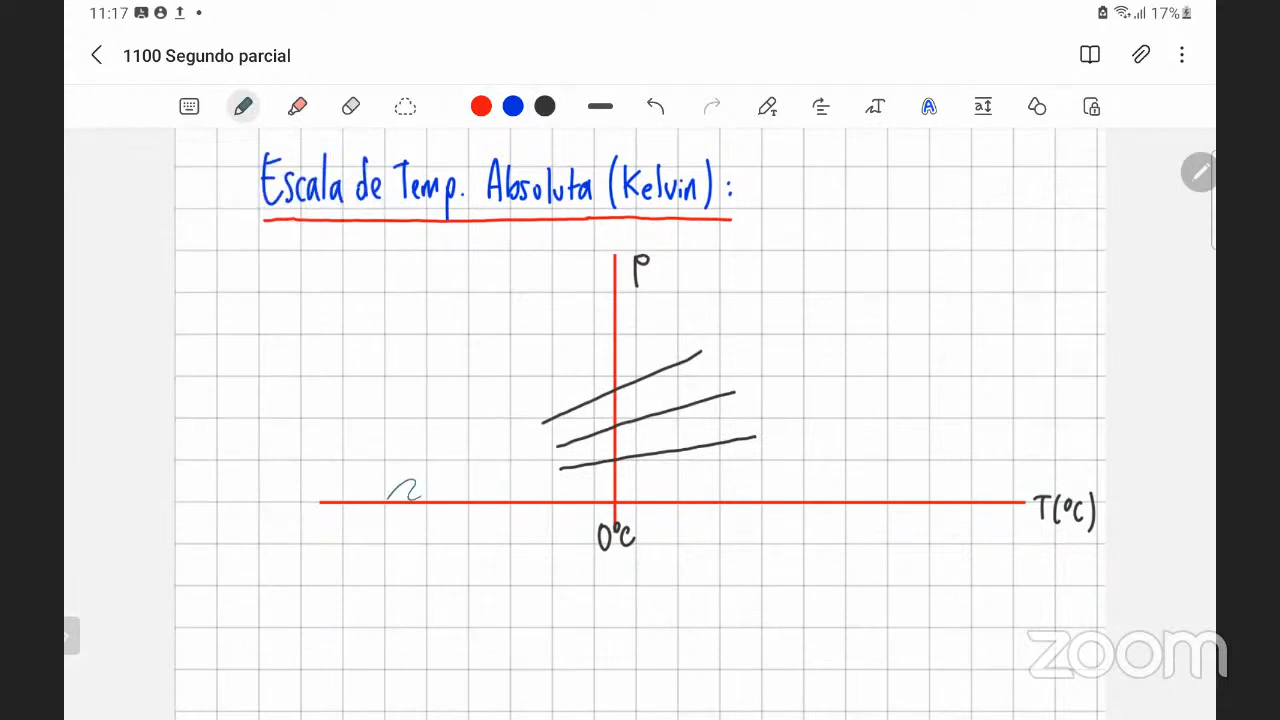 11:17
17%
1100 Segundo parcial
Escala de Temp. Absoluta (Kelvin) :
P
T(°C)
0°C
zoom